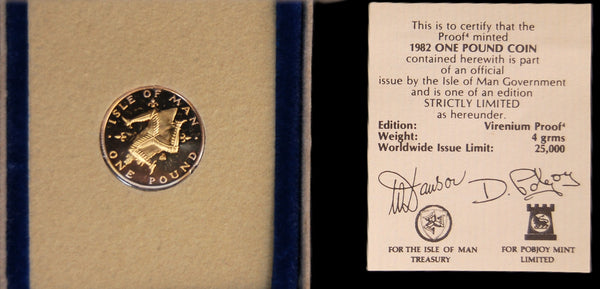 ISLE OF MAN
ONE POUND
This is to certify that the
Proof⁴ minted
1982 ONE POUND COIN
contained herewith is part
of an official
issue by the Isle of Man Government
and is one of an edition
STRICTLY LIMITED
as hereunder.
Edition: Virenium Proof⁴
Weight: 4 grms
Worldwide Issue Limit: 25,000
D. Pobjoy
FOR THE ISLE OF MAN
TREASURY
FOR POBJOY MINT
LIMITED